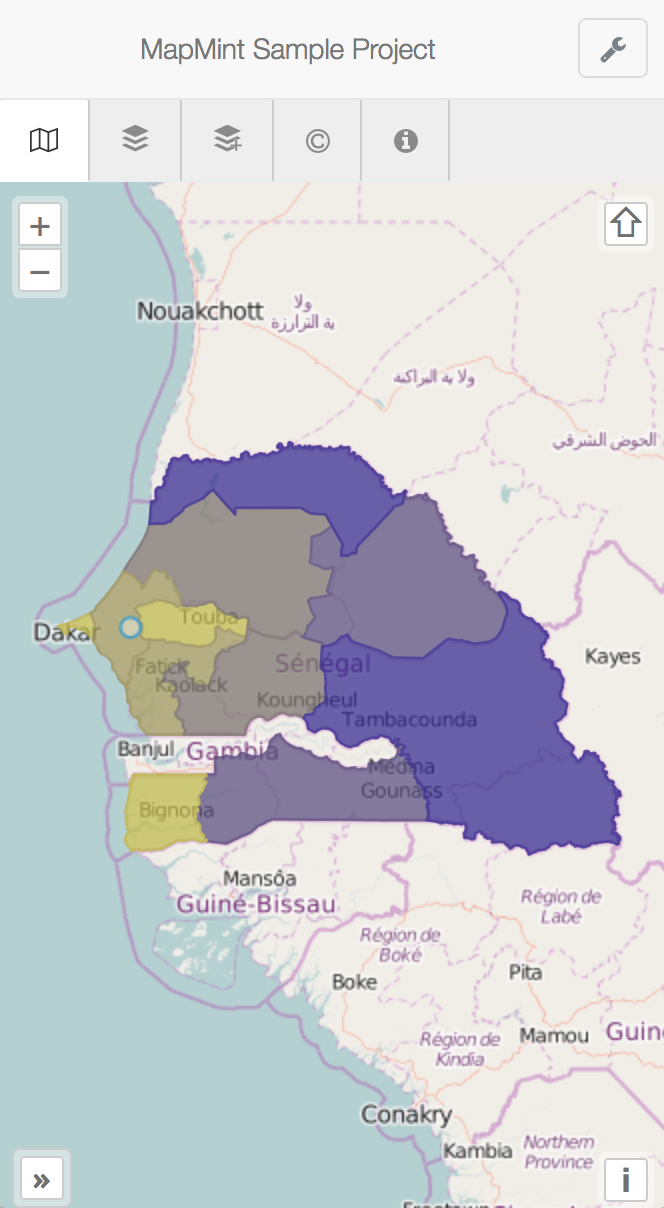 MapMint Sample Project
+
−
Nouakchott
ولا
ية الترارزة
ولا ية البراكنة
الحوض الشرقي
Dakar
Touba
Fatick
Kaolack
Sénégal
Koungheul
Kayes
Tambacounda
Banjul
Gambia
Médina
Gounass
Bignona
Mansôa
Guiné-Bissau
Région de
Labé
Région de
Boké
Boke
Pita
Région de
Kindia
Mamou
Guin
Conakry
Kambia
Northern
Province
»
i
Freetown